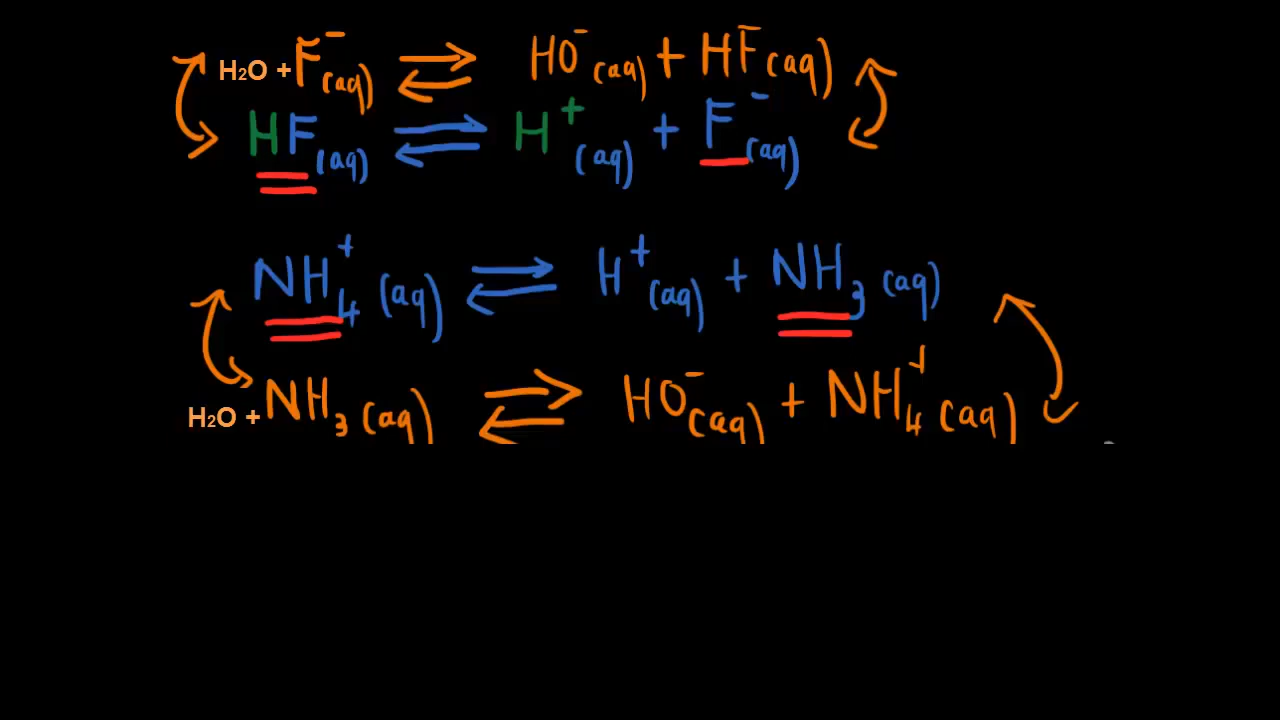 H₂O + F⁻(aq) ⇌ HO⁻(aq) + HF(aq)
HF(aq) ⇌ H⁺(aq) + F⁻(aq)
NH₄⁺(aq) ⇌ H⁺(aq) + NH₃(aq)
H₂O + NH₃(aq) ⇌ HO⁻(aq) + NH₄⁺(aq)